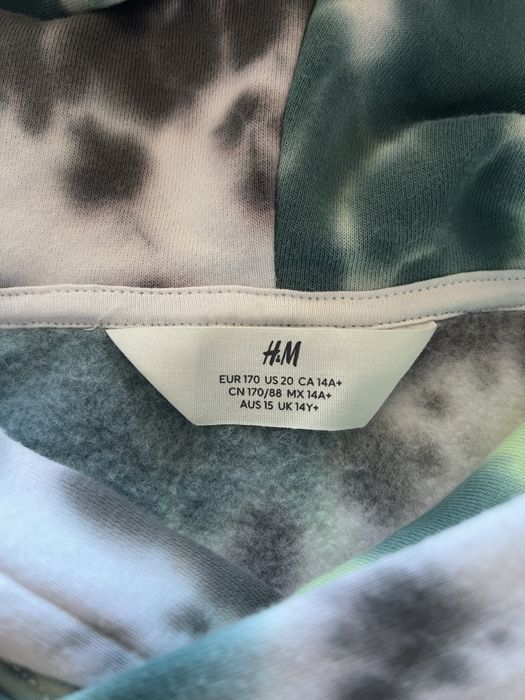 H&M
EUR 170 US 20 CA 14A+
CN 170/88 MX 14A+
AUS 15 UK 14Y+